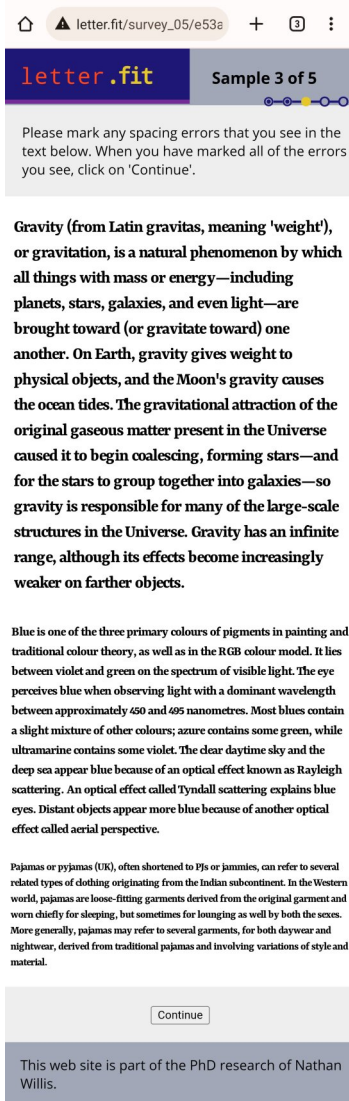 letter.fit/survey_05/e53a
3
letter.fit
Sample 3 of 5
Please mark any spacing errors that you see in the
text below. When you have marked all of the errors
you see, click on 'Continue'.
Gravity (from Latin gravitas, meaning 'weight'),
or gravitation, is a natural phenomenon by which
all things with mass or energy—including
planets, stars, galaxies, and even light—are
brought toward (or gravitate toward) one
another. On Earth, gravity gives weight to
physical objects, and the Moon's gravity causes
the ocean tides. The gravitational attraction of the
original gaseous matter present in the Universe
caused it to begin coalescing, forming stars—and
for the stars to group together into galaxies—so
gravity is responsible for many of the large-scale
structures in the Universe. Gravity has an infinite
range, although its effects become increasingly
weaker on farther objects.
Blue is one of the three primary colours of pigments in painting and
traditional colour theory, as well as in the RGB colour model. It lies
between violet and green on the spectrum of visible light. The eye
perceives blue when observing light with a dominant wavelength
between approximately 450 and 495 nanometres. Most blues contain
a slight mixture of other colours; azure contains some green, while
ultramarine contains some violet. The clear daytime sky and the
deep sea appear blue because of an optical effect known as Rayleigh
scattering. An optical effect called Tyndall scattering explains blue
eyes. Distant objects appear more blue because of another optical
effect called aerial perspective.
Pajamas or pyjamas (UK), often shortened to PJs or jammies, can refer to several
related types of clothing originating from the Indian subcontinent. In the Western
world, pajamas are loose-fitting garments derived from the original garment and
worn chiefly for sleeping, but sometimes for lounging as well by both the sexes.
More generally, pajamas may refer to several garments, for both daywear and
nightwear, derived from traditional pajamas and involving variations of style and
material.
Continue
This web site is part of the PhD research of Nathan
Willis.